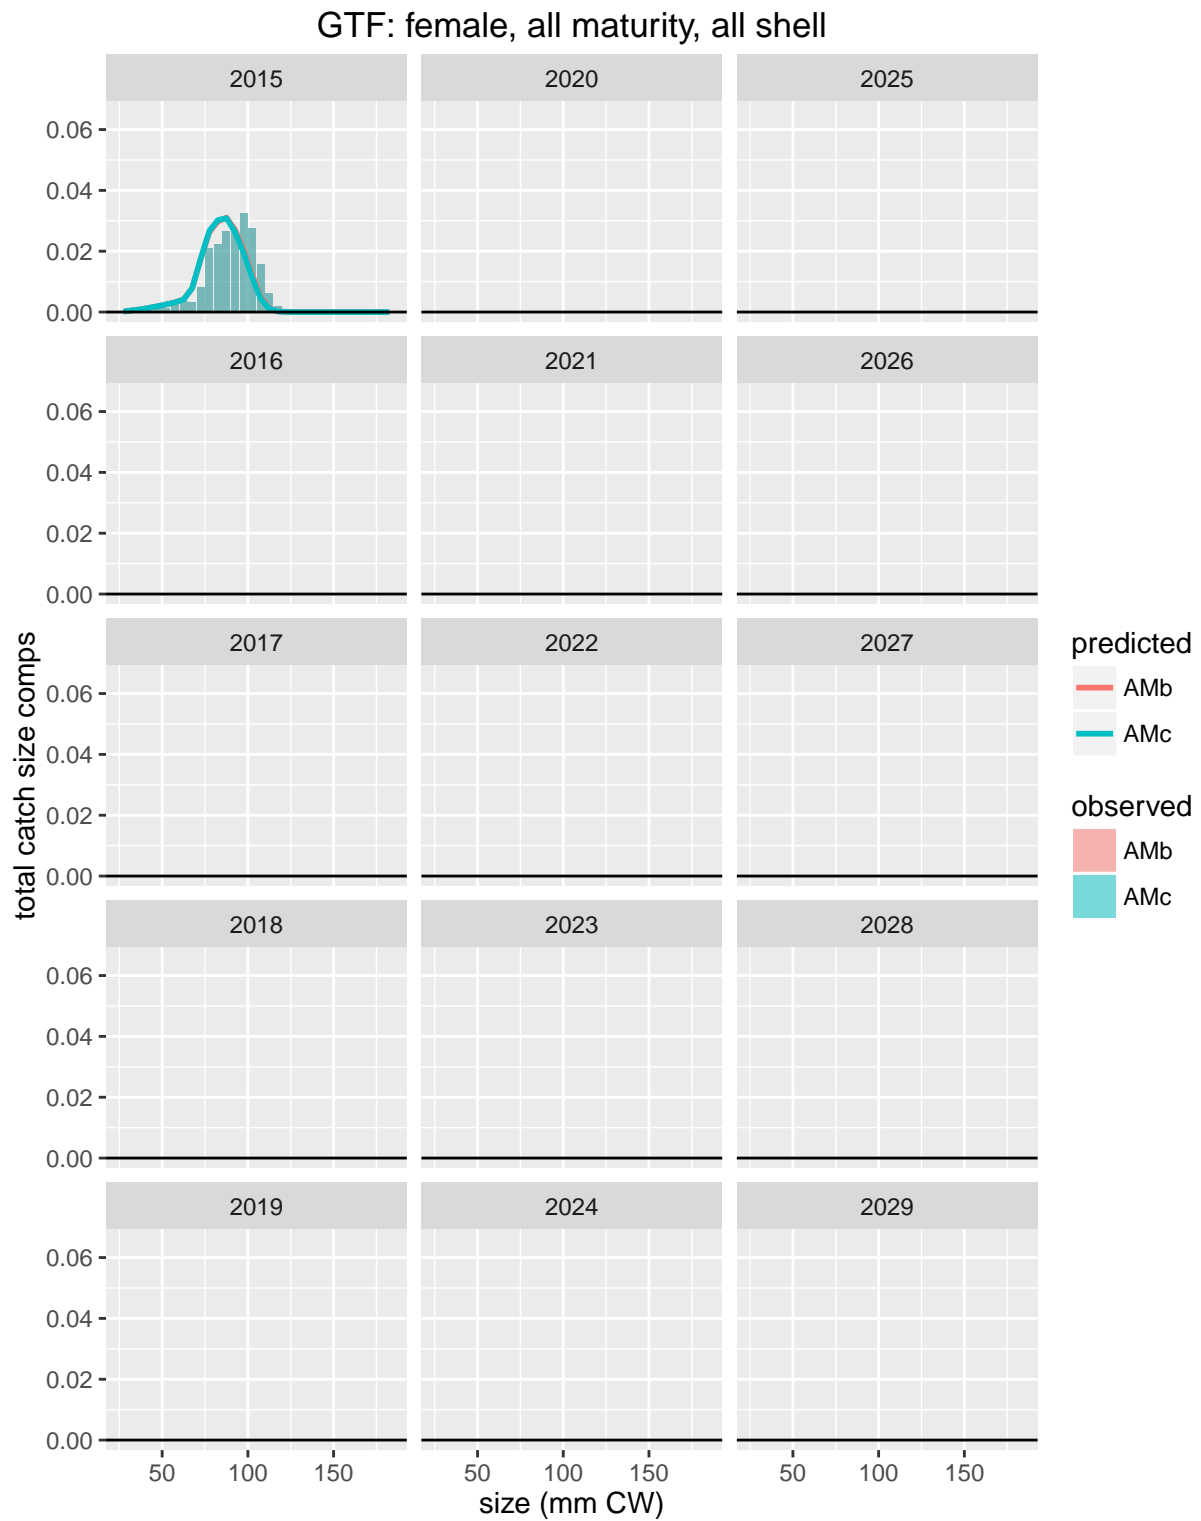 GTF: female, all maturity, all shell
2015 2020 2025
0.06
0.04
0.02
0.00
2016 2021 2026
0.06
0.04
0.02
0.00
2017 2022 2027
0.06
0.04
0.02
0.00
2018 2023 2028
0.06
0.04
0.02
0.00
2019 2024 2029
0.06
0.04
0.02
0.00
50 100 150 50 100 150 50 100 150
size (mm CW)
total catch size comps
predicted
AMb
AMc
observed
AMb
AMc